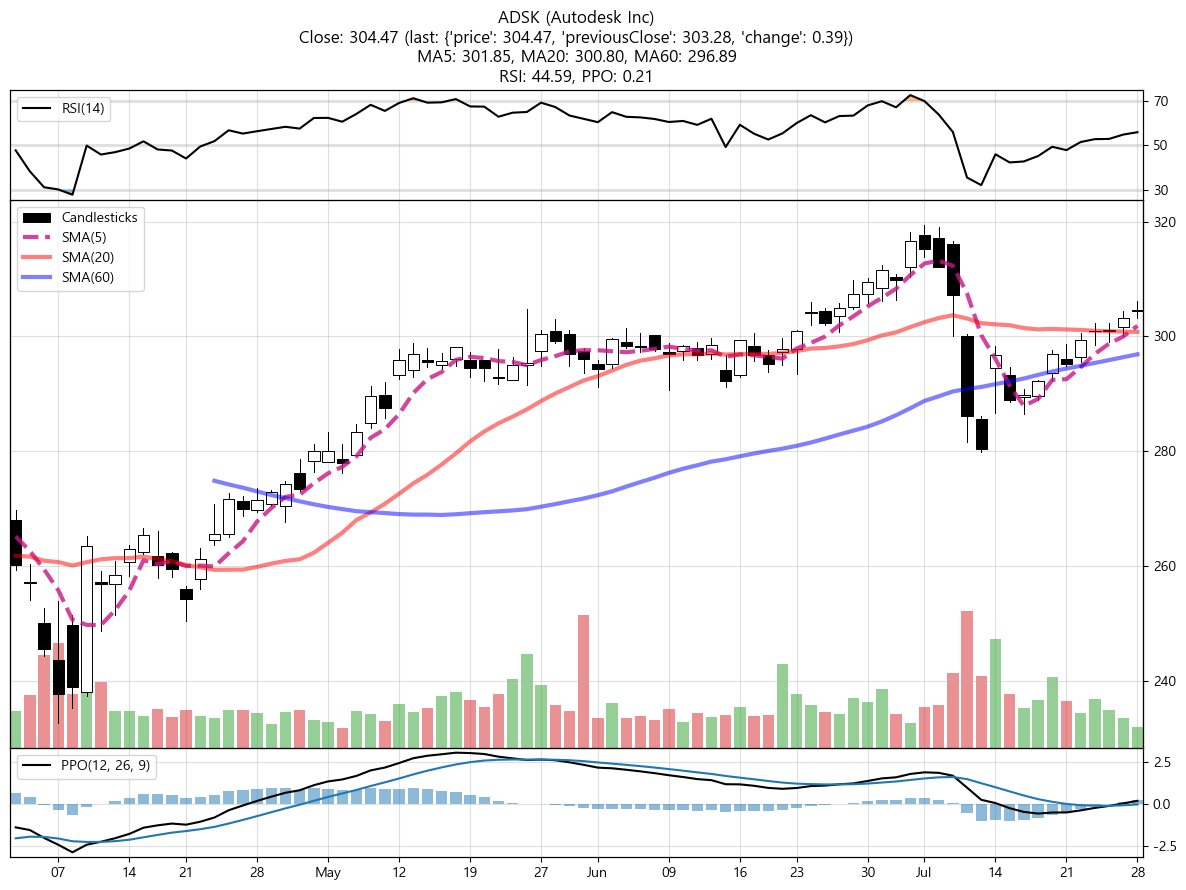 ADSK (Autodesk Inc)
Close: 304.47 (last: {'price': 304.47, 'previousClose': 303.28, 'change': 0.39})
MA5: 301.85, MA20: 300.80, MA60: 296.89
RSI: 44.59, PPO: 0.21
RSI(14)
70
50
30
Candlesticks
SMA(5)
SMA(20)
SMA(60)
320
300
280
260
240
PPO(12, 26, 9)
2.5
0.0
-2.5
07 14 21 28 May 12 19 27 Jun 09 16 23 30 Jul 14 21 28